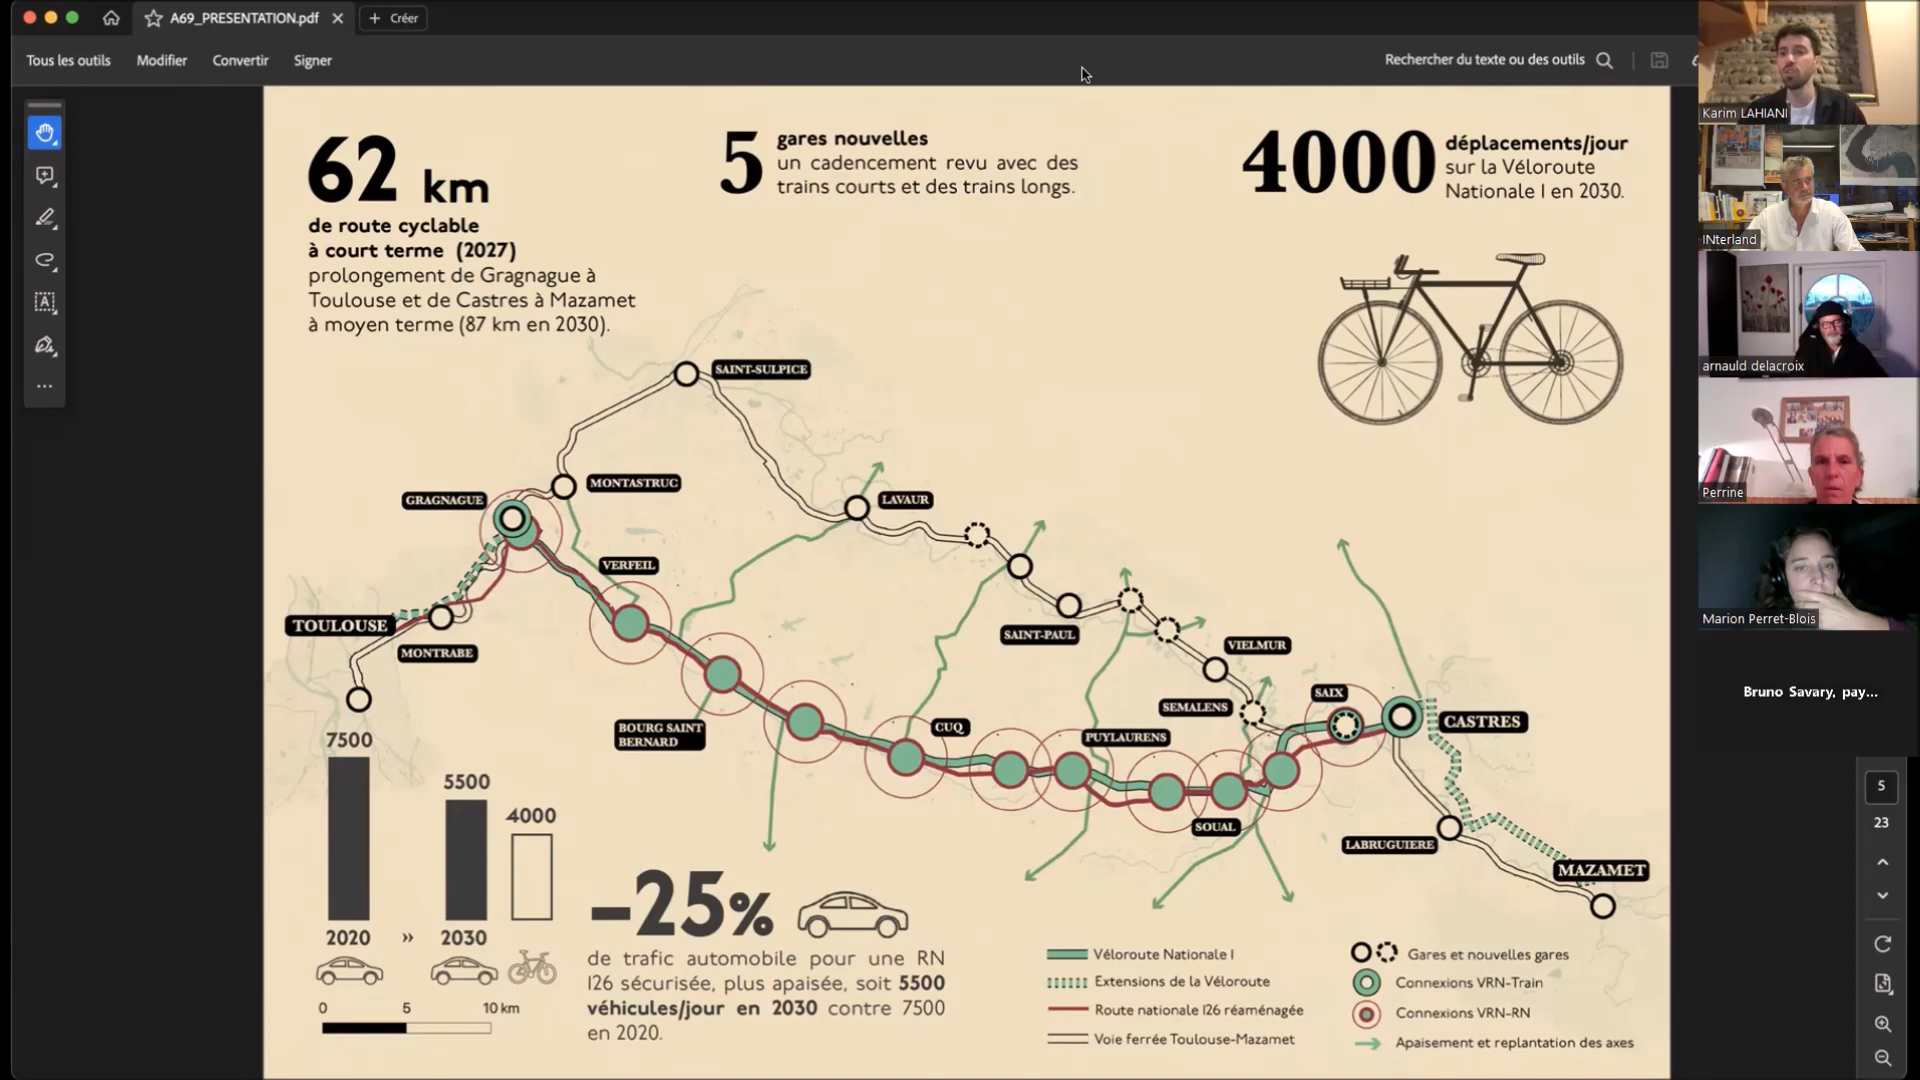 A69_PRESENTATION.pdf
Créer
Tous les outils
Modifier
Convertir
Signer
Rechercher du texte ou des outils
62 km
de route cyclable
à court terme (2027)
prolongement de Gragnague à
Toulouse et de Castres à Mazamet
à moyen terme (87 km en 2030).
5 gares nouvelles
un cadencement revu avec des
trains courts et des trains longs.
4000 déplacements/jour
sur la Véloroute
Nationale I en 2030.
SAINT-SULPICE
MONTASTRUC
GRAGNAGUE
LAVAUR
VERFEIL
TOULOUSE
SAINT-PAUL
MONTRABE
VIELMUR
SAIX
SEMALENS
CASTRES
BOURG SAINT
BERNARD
CUQ
PUYLAURENS
SOUAL
LABRUGUIERE
MAZAMET
7500
5500
4000
2020
»
2030
0
5
10 km
–25%
de trafic automobile pour une RN
126 sécurisée, plus apaisée, soit 5500
véhicules/jour en 2030 contre 7500
en 2020.
Véloroute Nationale I
Extensions de la Véloroute
Route nationale 126 réaménagée
Voie ferrée Toulouse-Mazamet
Gares et nouvelles gares
Connexions VRN-Train
Connexions VRN-RN
Apaisement et replantation des axes
Karim LAHIANI
INterland
arnauld delacroix
Perrine
Marion Perret-Blois
Bruno Savary, pay...
5
23